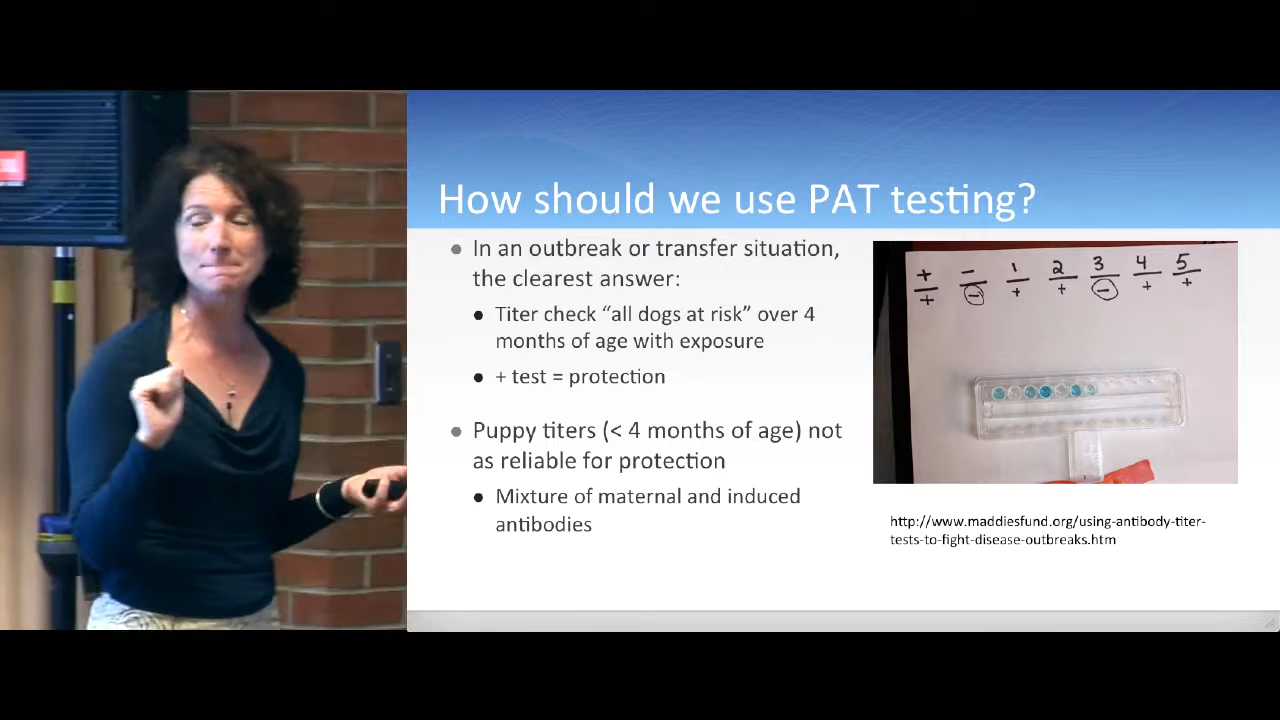 How should we use PAT testing?
In an outbreak or transfer situation,
the clearest answer:
Titer check “all dogs at risk” over 4
months of age with exposure
+ test = protection
Puppy titers (< 4 months of age) not
as reliable for protection
Mixture of maternal and induced
antibodies
+ - 1 2 3 4 5
+ - + + - + +
http://www.maddiesfund.org/using-antibody-titer-
tests-to-fight-disease-outbreaks.htm